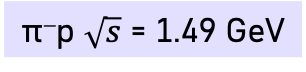 π⁻p √s = 1.49 GeV